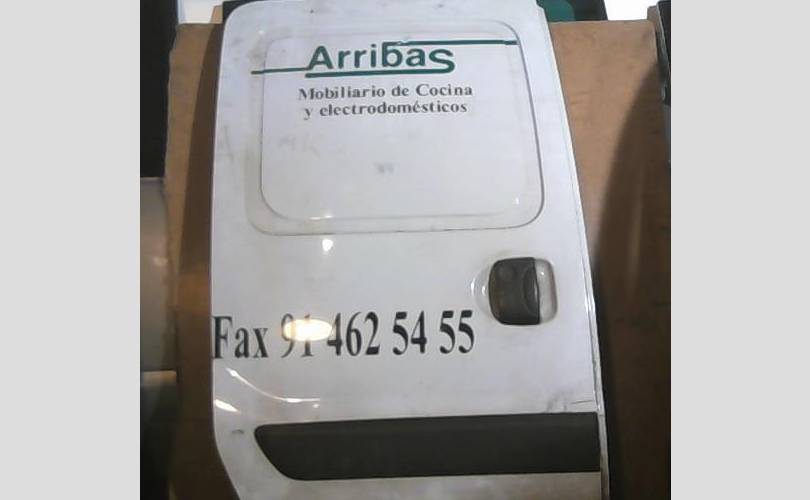 Arribas
Mobiliario de Cocina
y electrodomésticos
Fax 91 462 54 55